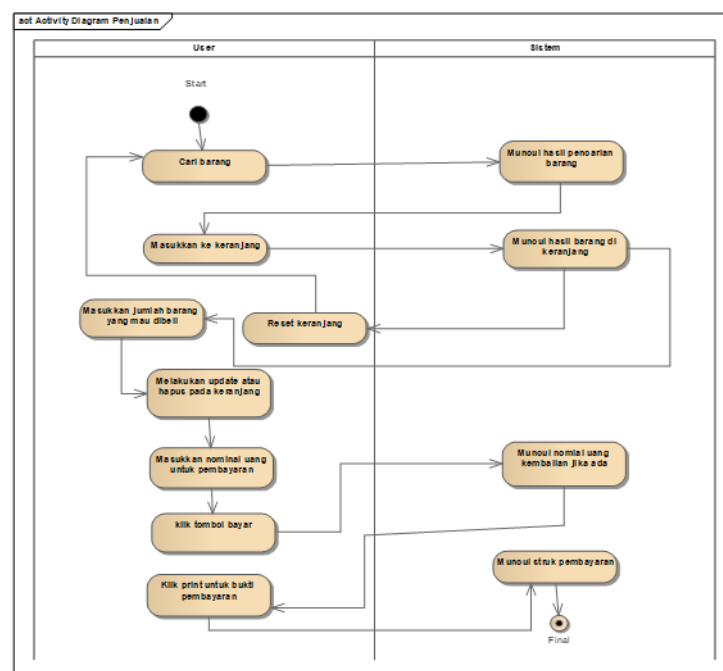 act Activity Diagram Penjualan
User
Sistem
Start
Cari barang
Muncul hasil pencarian
barang
Masukkan ke keranjang
Muncul hasil barang di
keranjang
Masukkan jumlah barang
yang mau dibeli
Reset keranjang
Melakukan update atau
hapus pada keranjang
Masukkan nominal uang
untuk pembayaran
Muncul nomial uang
kembalian jika ada
klik tombol bayar
Muncul struk pembayaran
Klik print untuk bukti
pembayaran
Final